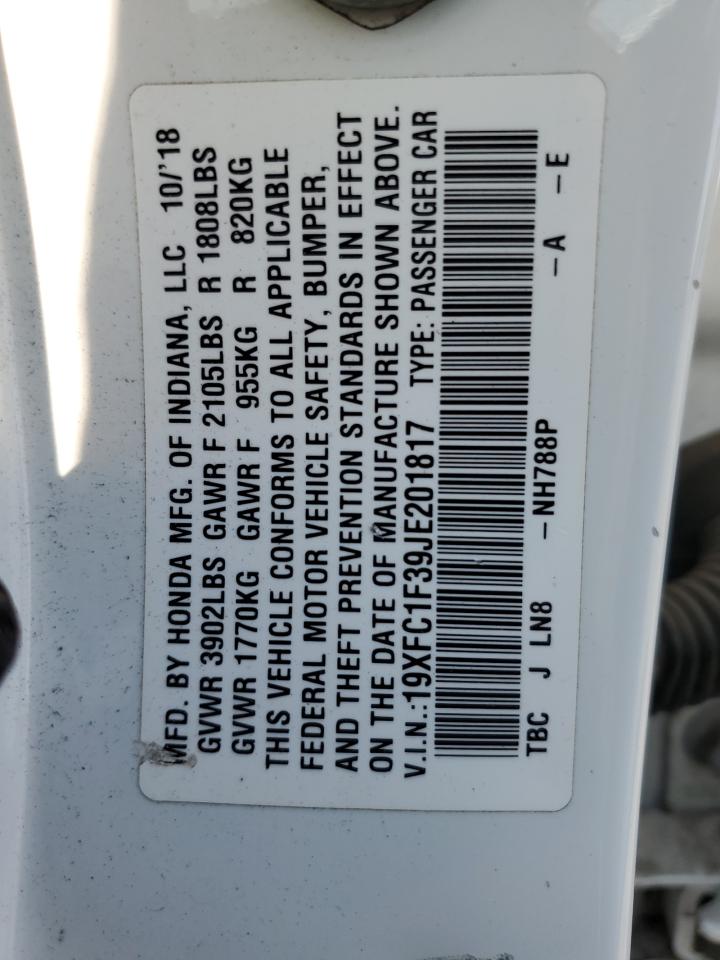 MFD. BY HONDA MFG. OF INDIANA, LLC 10/'18
GVWR 3902LBS GAWR F 2105LBS R 1808LBS
GVWR 1770KG GAWR F 955KG R 820KG
THIS VEHICLE CONFORMS TO ALL APPLICABLE
FEDERAL MOTOR VEHICLE SAFETY, BUMPER,
AND THEFT PREVENTION STANDARDS IN EFFECT
ON THE DATE OF MANUFACTURE SHOWN ABOVE.
V.I.N.:19XFC1F39JE201817 TYPE: PASSENGER CAR
TBC J LN8 -NH788P -A -E